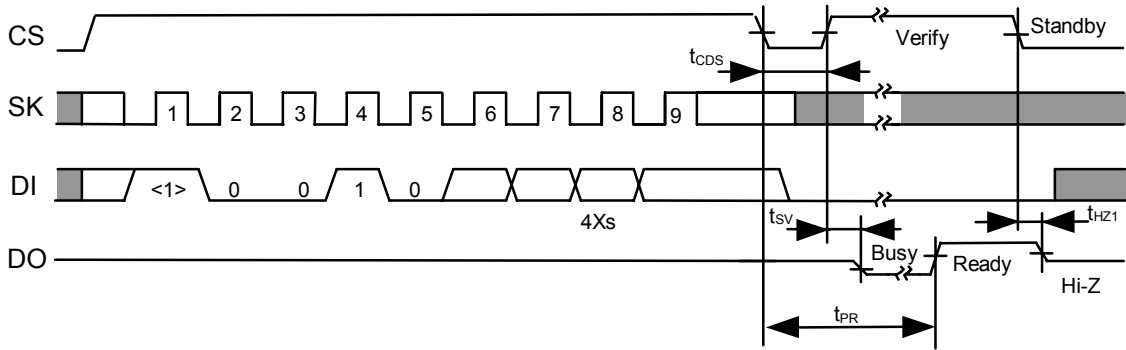 CS
Verify
Standby
tCDS
SK
1 2 3 4 5 6 7 8 9
DI
<1> 0 0 1 0
4Xs
tSV
tHZ1
DO
Busy
Ready
Hi-Z
tPR